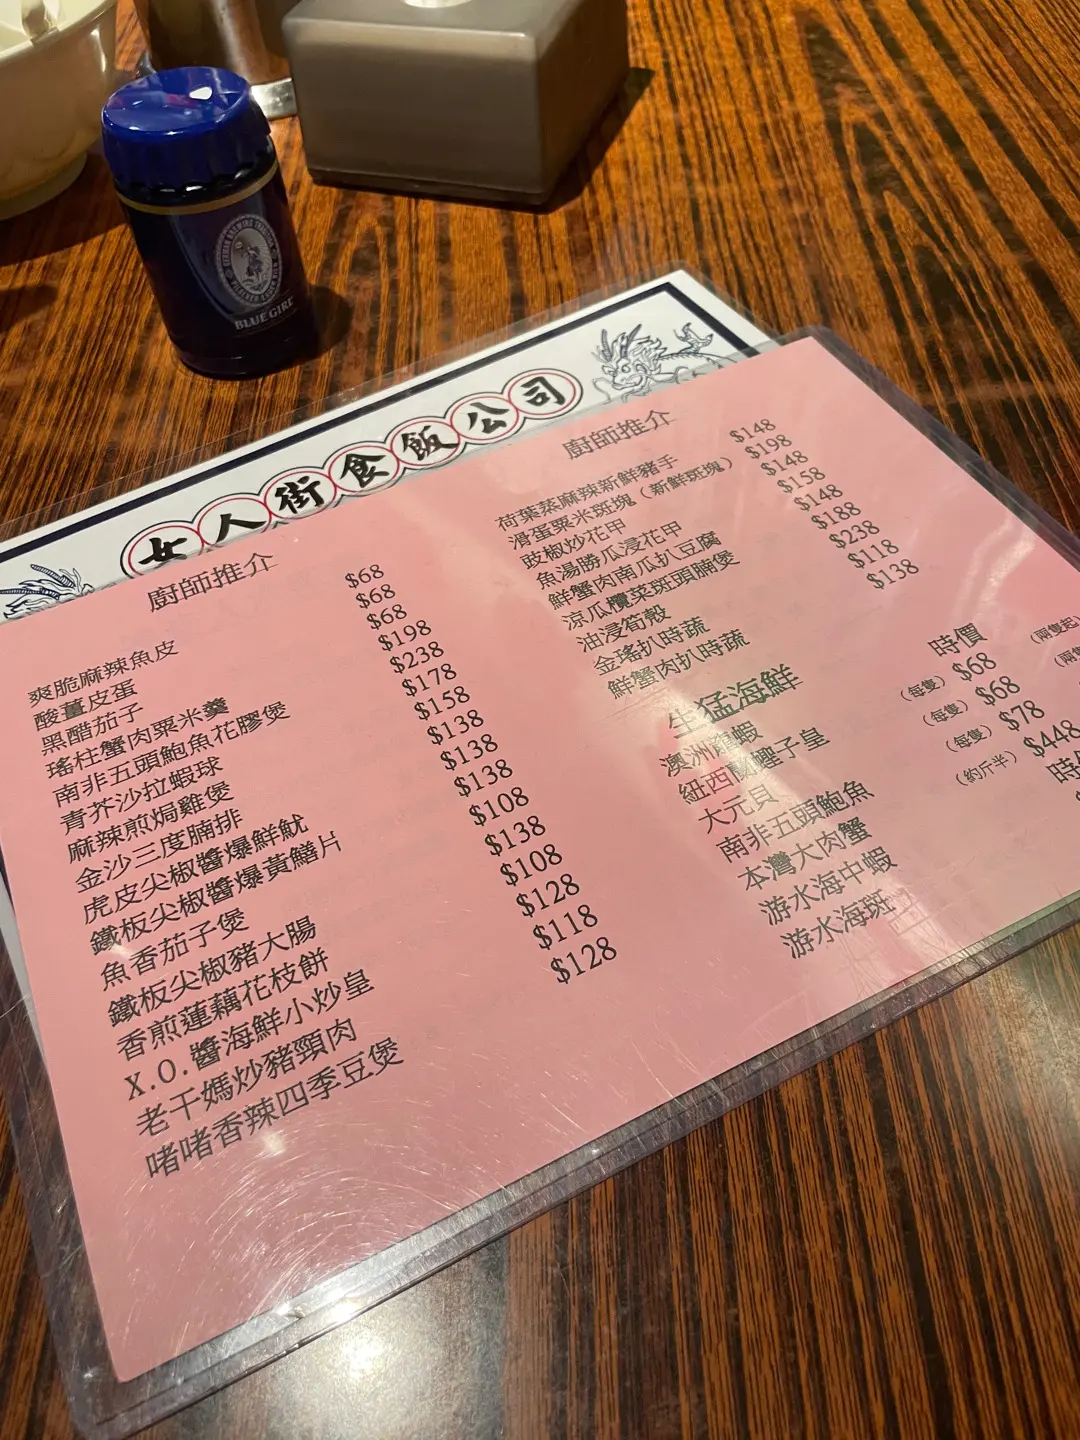 BLUE GIRL
女人街食飯公司
廚師推介
爽脆麻辣魚皮 $68
酸薑皮蛋 $68
黑醋茄子 $68
瑤柱蟹肉粟米羹 $198
南非五頭鮑魚花膠煲 $238
青芥沙拉蝦球 $178
麻辣煎焗雞煲 $158
金沙三度腩排 $138
虎皮尖椒醬爆鮮魷 $138
鐵板尖椒醬爆黃鱔片 $138
魚香茄子煲 $108
鐵板尖椒豬大腸 $138
香煎蓮藕花枝餅 $108
X.O.醬海鮮小炒皇 $128
老干媽炒豬頸肉 $118
啫啫香辣四季豆煲 $128
廚師推介
荷葉蒸麻辣新鮮豬手 $148
滑蛋粟米斑塊（新鮮斑塊） $198
豉椒炒花甲 $148
魚湯勝瓜浸花甲 $158
鮮蟹肉南瓜扒豆腐 $148
涼瓜欖菜斑頭腩煲 $188
油浸筍殼 $238
金瑤扒時蔬 $118
鮮蟹肉扒時蔬 $138
生猛海鮮
澳洲龍蝦 時價 (兩隻起)
紐西蘭蟶子皇 (每隻) $68
大元貝 (每隻) $68
南非五頭鮑魚 (每隻) $78
本灣大肉蟹 (約斤半) $448
游水海中蝦
游水海斑